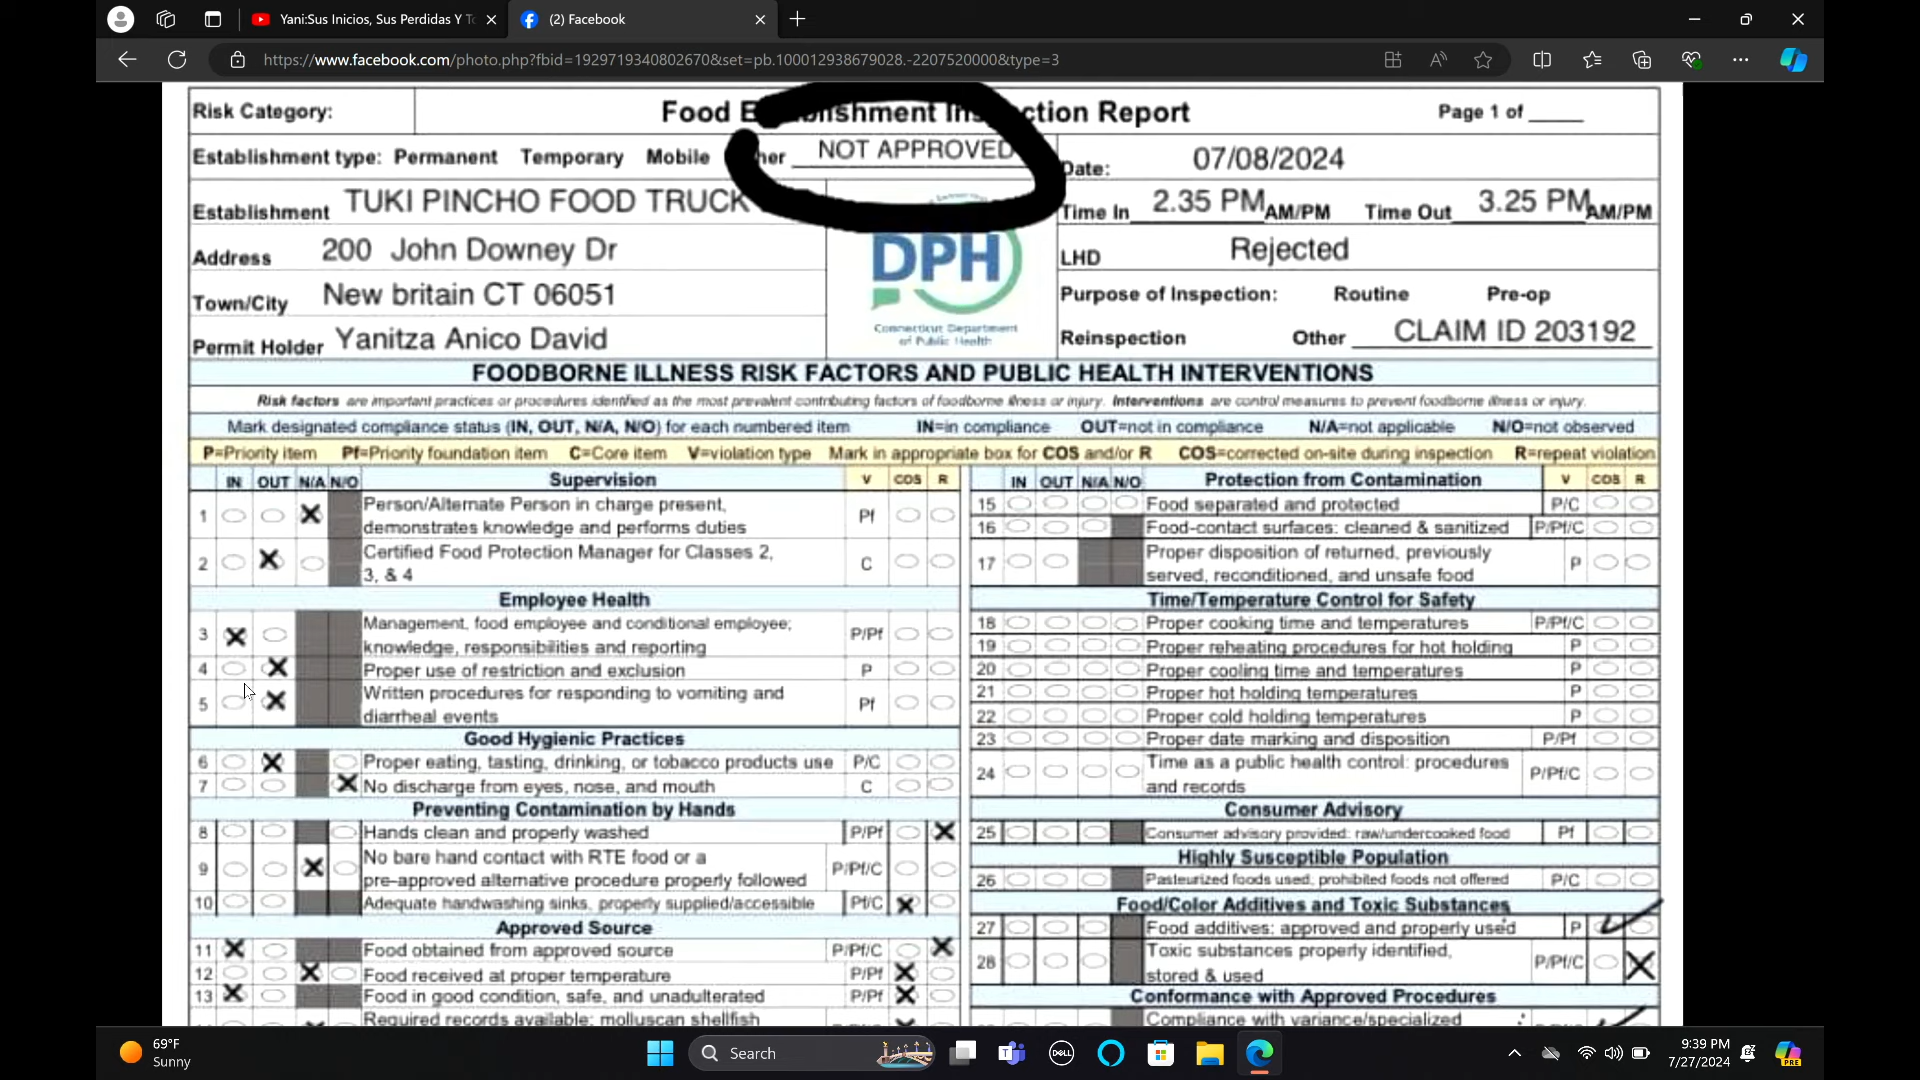 Yani:Sus Inicios, Sus Perdidas Y
(2) Facebook
https://www.facebook.com/photo.php?fbid=1929719340802670&set=pb.100012938679028.-2207520000&type=3
Risk Category:
Food Establishment Inspection Report
Page 1 of
Establishment type: Permanent Temporary Mobile NOT APPROVED
Date: 07/08/2024
Establishment TUKI PINCHO FOOD TRUCK
Time In 2.35 PM AM/PM Time Out 3.25 PM AM/PM
Address 200 John Downey Dr
LHD Rejected
Town/City New britain CT 06051
Purpose of Inspection: Routine Pre-op
Permit Holder Yanitza Anico David
Reinspection Other CLAIM ID 203192
DPH
Connecticut Department
of Public Health
FOODBORNE ILLNESS RISK FACTORS AND PUBLIC HEALTH INTERVENTIONS
Risk factors are important practices or procedures identified as the most prevalent contributing factors of foodborne illness or injury. Interventions are control measures to prevent foodborne illness or injury.
Mark designated compliance status (IN, OUT, N/A, N/O) for each numbered item IN=in compliance OUT=not in compliance N/A=not applicable N/O=not observed
P=Priority item Pf=Priority foundation item C=Core item V=violation type Mark in appropriate box for COS and/or R COS=corrected on-site during inspection R=repeat violation
IN OUT N/A N/O Supervision V COS R
1 X Person/Alternate Person in charge present,
demonstrates knowledge and performs duties Pf
2 X Certified Food Protection Manager for Classes 2,
3, & 4 C
Employee Health
3 X Management, food employee and conditional employee;
knowledge, responsibilities and reporting P/Pf
4 X Proper use of restriction and exclusion P
5 X Written procedures for responding to vomiting and
diarrheal events Pf
Good Hygienic Practices
6 X Proper eating, tasting, drinking, or tobacco products use P/C
7 X No discharge from eyes, nose, and mouth C
Preventing Contamination by Hands
8 Hands clean and properly washed P/Pf X
9 X No bare hand contact with RTE food or a
pre-approved alternative procedure properly followed P/Pf/C
10 Adequate handwashing sinks, properly supplied/accessible Pf/C X
Approved Source
11 X Food obtained from approved source P/Pf/C X
12 X Food received at proper temperature P/Pf X
13 X Food in good condition, safe, and unadulterated P/Pf X
Required records available: molluscan shellfish
IN OUT N/A N/O Protection from Contamination V COS R
15 Food separated and protected P/C
16 Food-contact surfaces: cleaned & sanitized P/Pf/C
17 Proper disposition of returned, previously
served, reconditioned, and unsafe food P
Time/Temperature Control for Safety
18 Proper cooking time and temperatures P/Pf/C
19 Proper reheating procedures for hot holding P
20 Proper cooling time and temperatures P
21 Proper hot holding temperatures P
22 Proper cold holding temperatures P
23 Proper date marking and disposition P/Pf
24 Time as a public health control: procedures
and records P/Pf/C
Consumer Advisory
25 Consumer advisory provided: raw/undercooked food Pf
Highly Susceptible Population
26 Pasteurized foods used, prohibited foods not offered P/C
Food/Color Additives and Toxic Substances
27 Food additives: approved and properly used P
28 Toxic substances properly identified,
stored & used P/Pf/C X
Conformance with Approved Procedures
Compliance with variance/specialized
69°F
Sunny
Search
DELL
PRE
9:39 PM
7/27/2024